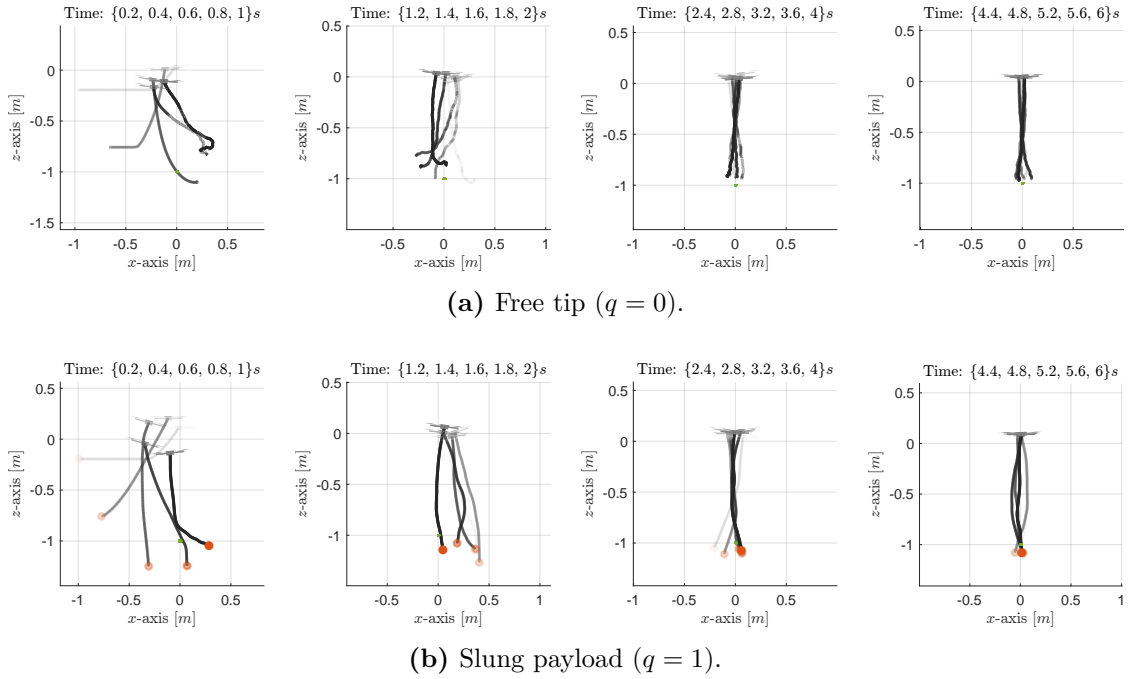 Time: {0.2, 0.4, 0.6, 0.8, 1}s
Time: {1.2, 1.4, 1.6, 1.8, 2}s
Time: {2.4, 2.8, 3.2, 3.6, 4}s
Time: {4.4, 4.8, 5.2, 5.6, 6}s
z-axis [m]
0
-0.5
-1
-1.5
-1
-0.5
0
0.5
x-axis [m]
z-axis [m]
0.5
0
-0.5
-1
-1
-0.5
0
0.5
1
x-axis [m]
z-axis [m]
0.5
0
-0.5
-1
-1
-0.5
0
0.5
x-axis [m]
z-axis [m]
0.5
0
-0.5
-1
-1
-0.5
0
0.5
1
x-axis [m]
(a) Free tip (q = 0).
Time: {0.2, 0.4, 0.6, 0.8, 1}s
Time: {1.2, 1.4, 1.6, 1.8, 2}s
Time: {2.4, 2.8, 3.2, 3.6, 4}s
Time: {4.4, 4.8, 5.2, 5.6, 6}s
z-axis [m]
0.5
0
-0.5
-1
-1
-0.5
0
0.5
x-axis [m]
z-axis [m]
0.5
0
-0.5
-1
-1
-0.5
0
0.5
1
x-axis [m]
z-axis [m]
0.5
0
-0.5
-1
-1
-0.5
0
0.5
1
x-axis [m]
z-axis [m]
0.5
0
-0.5
-1
-1
-0.5
0
0.5
1
x-axis [m]
(b) Slung payload (q = 1).